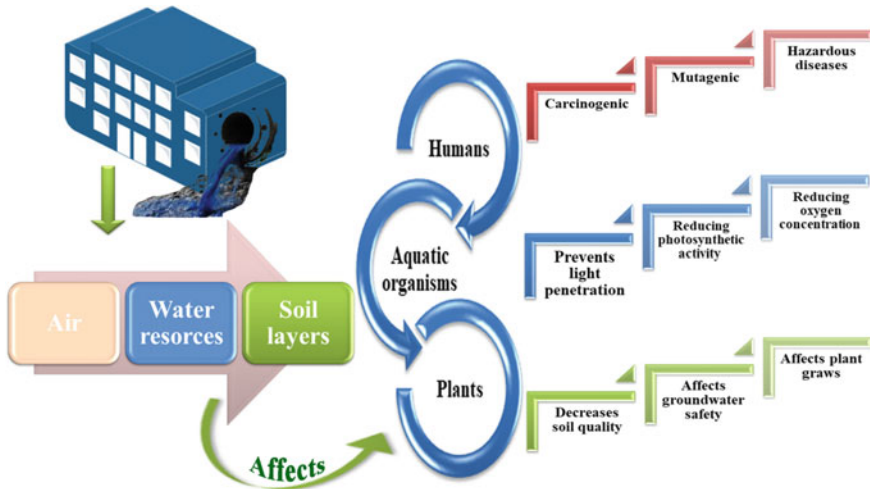 Air
Water
resorces
Soil
layers
Affects
Humans
Aquatic
organisms
Plants
Carcinogenic
Mutagenic
Hazardous
diseases
Prevents
light
penetration
Reducing
photosynthetic
activity
Reducing
oxygen
concentration
Decreases
soil quality
Affects
groundwater
safety
Affects plant
graws